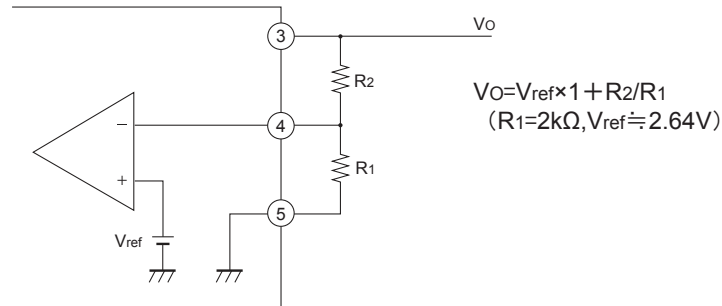 3
Vo
R2
Vo=Vref×1+R2/R1
(R1=2kΩ,Vref≒2.64V)
−
4
R1
+
5
Vref